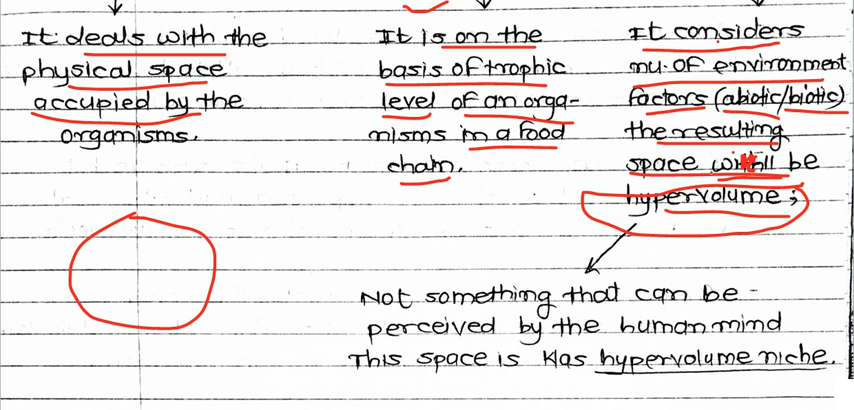 It deals with the
physical space
accupied by the
organisms.
It is on the
basis of trophic
level of an orga-
nisms in a food
chain.
It considers
nu. of environment
factors (abiotic/biotic)
the resulting
space will be
hypervolume;
Not something that can be -
perceived by the human mind
This space is Has hypervolume niche.